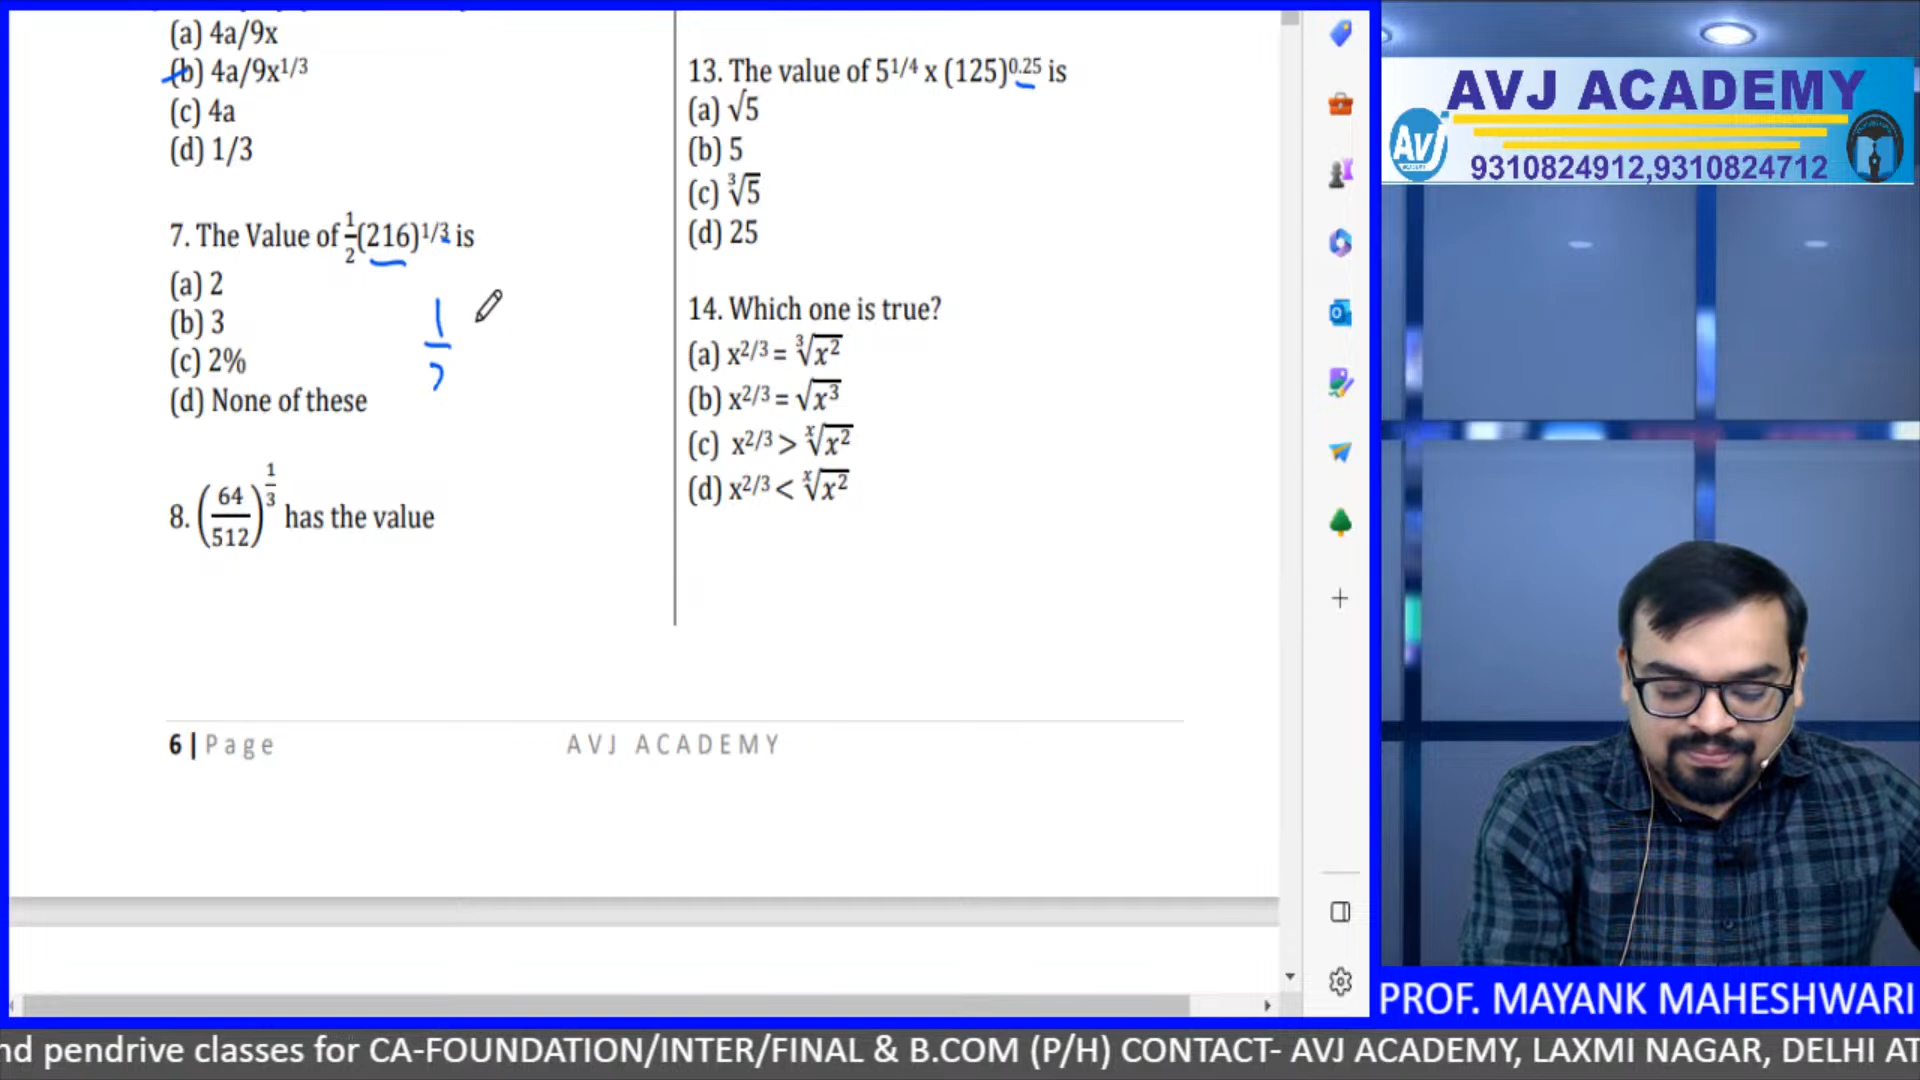 (a) 4a/9x
(b) 4a/9x^1/3
(c) 4a
(d) 1/3
7. The Value of 1/2(216)^1/3 is
(a) 2
(b) 3
(c) 2%
(d) None of these
1/2
8. (64/512)^1/3 has the value
13. The value of 5^1/4 x (125)^0.25 is
(a) √5
(b) 5
(c) ∛5
(d) 25
14. Which one is true?
(a) x^2/3 = ∛x²
(b) x^2/3 = √x³
(c) x^2/3 > ˣ√x²
(d) x^2/3 < ˣ√x²
6 | Page
AVJ ACADEMY
AVJ ACADEMY
AVJ
9310824912,9310824712
PROF. MAYANK MAHESHWARI
nd pendrive classes for CA-FOUNDATION/INTER/FINAL & B.COM (P/H) CONTACT- AVJ ACADEMY, LAXMI NAGAR, DELHI AT